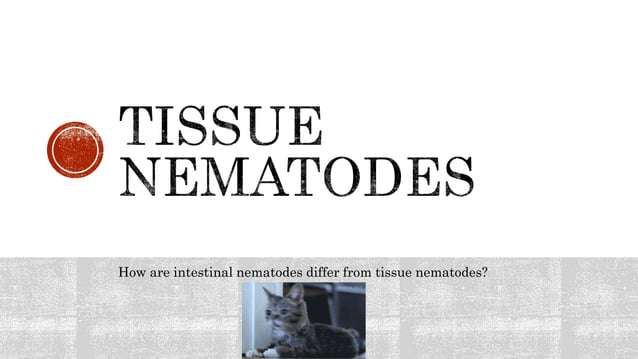 TISSUE
NEMATODES
How are intestinal nematodes differ from tissue nematodes?